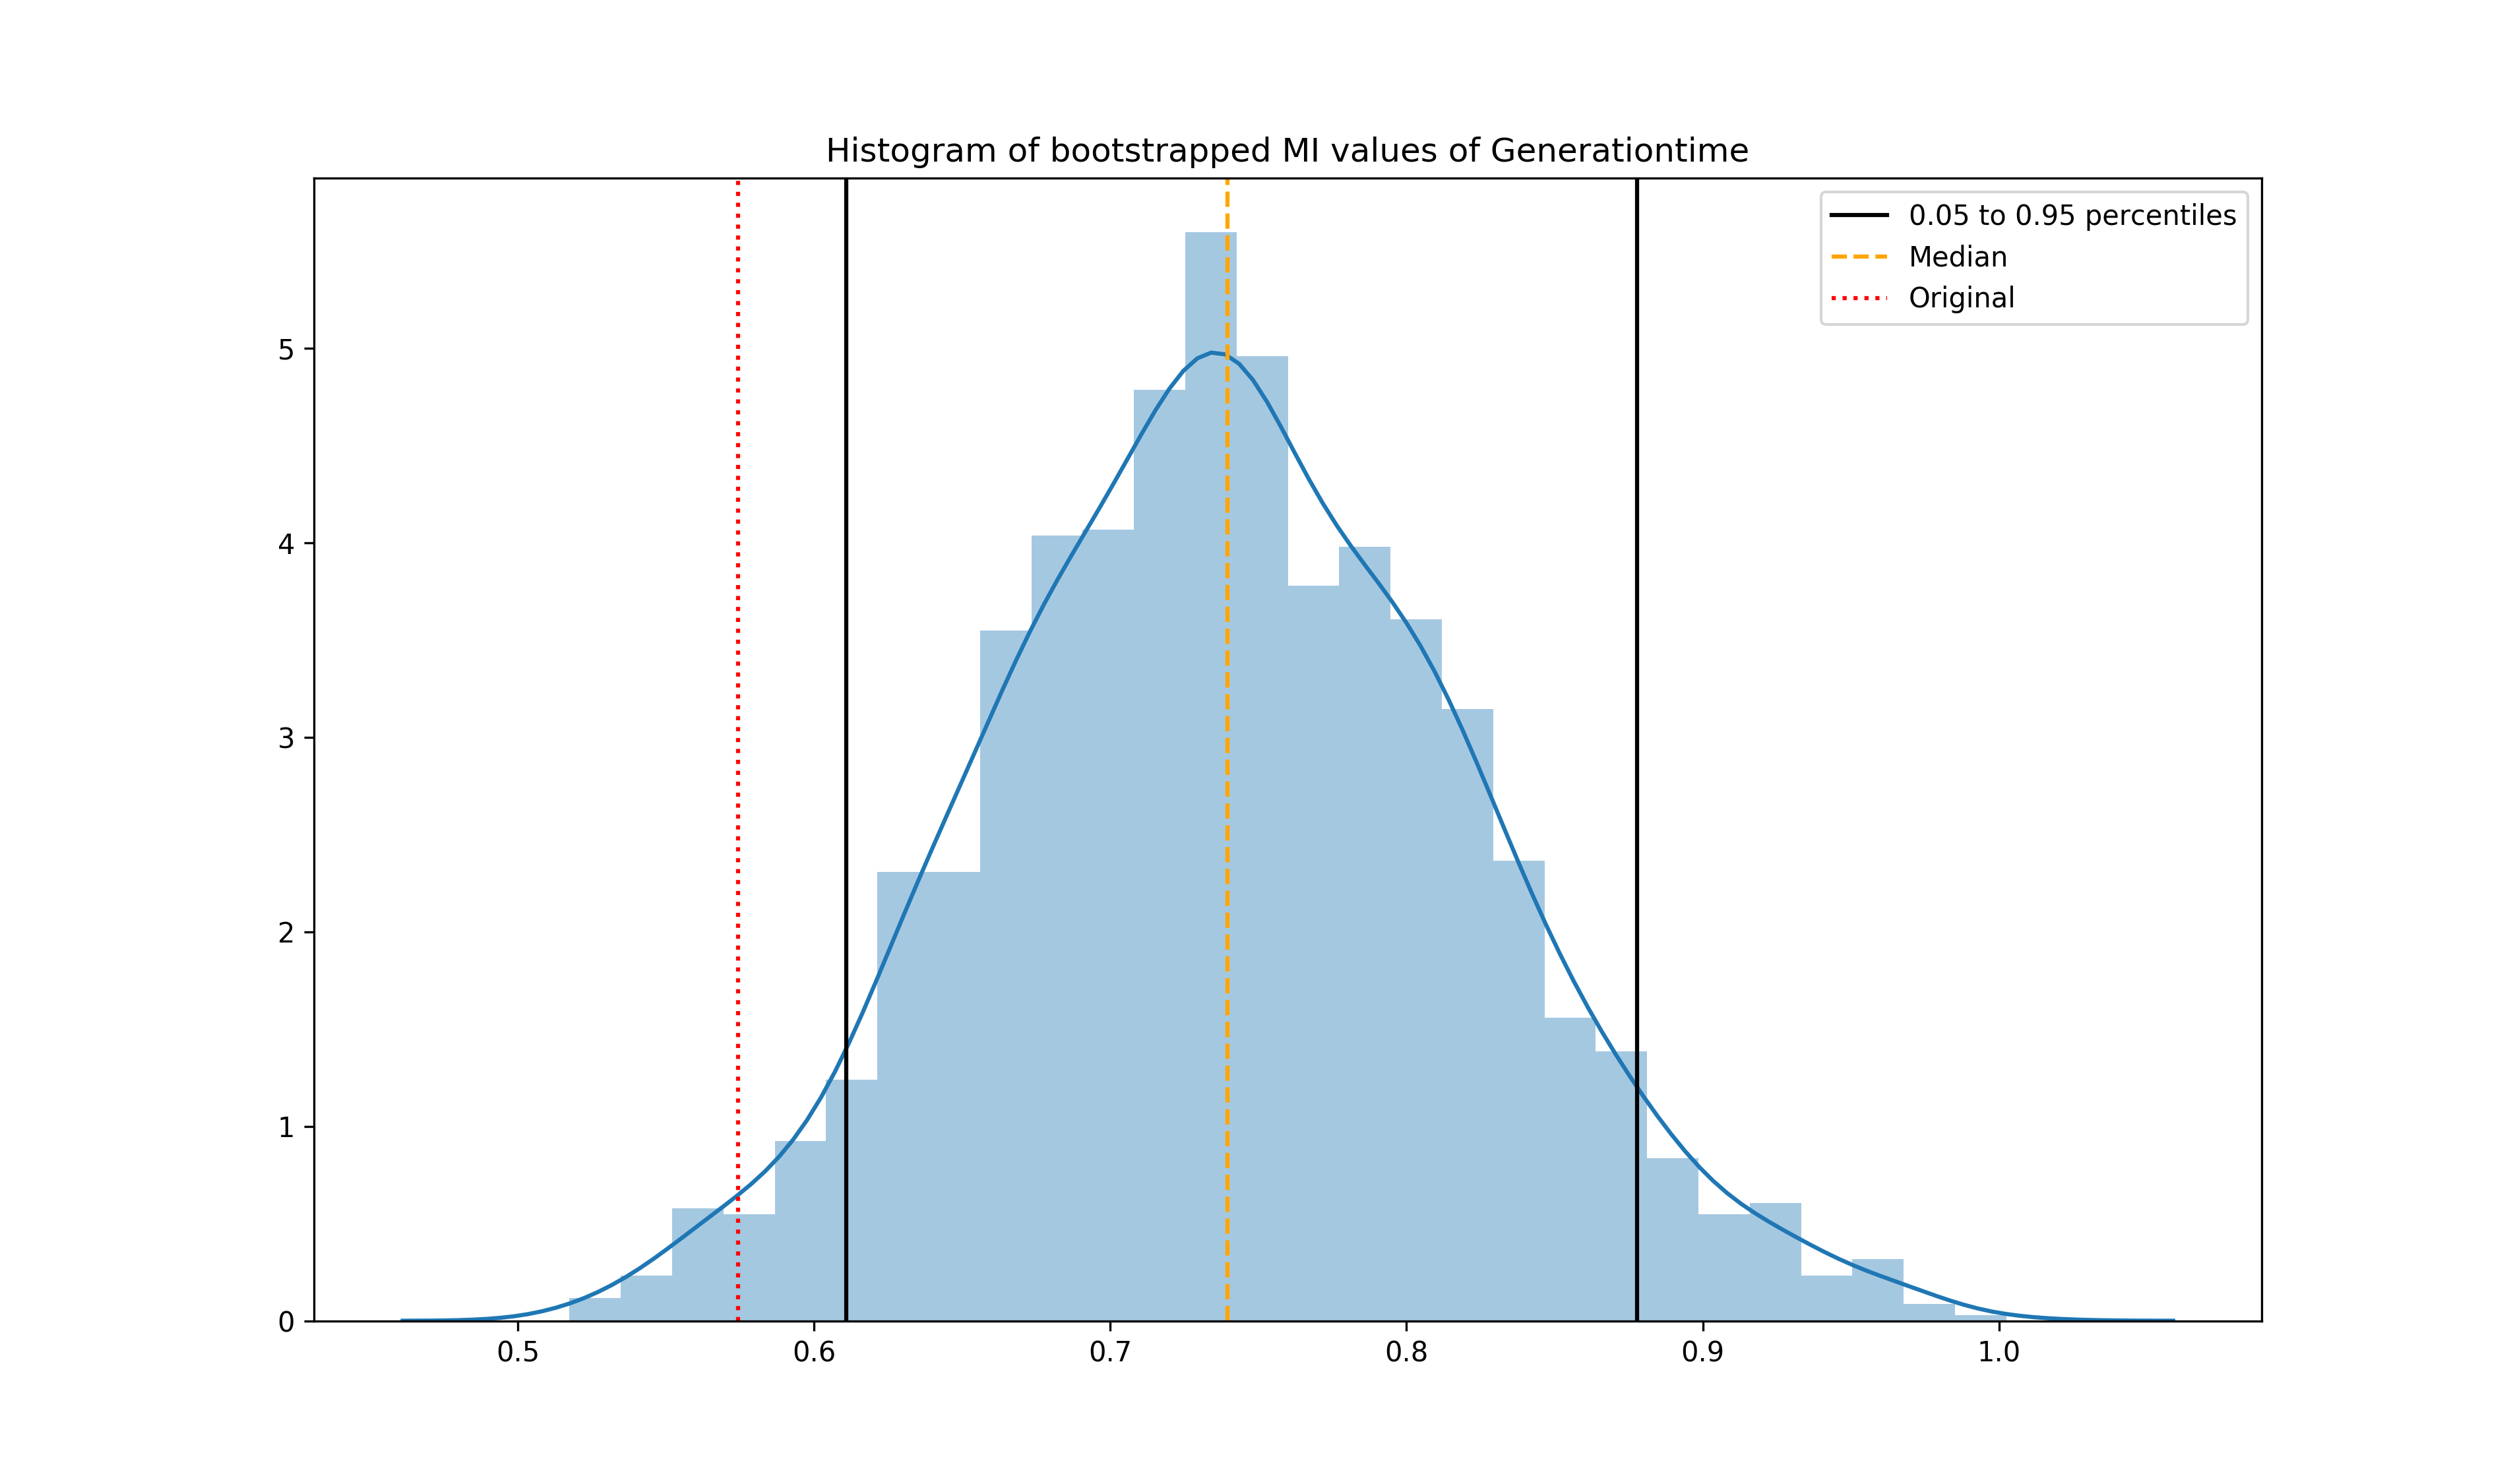 Histogram of bootstrapped MI values of Generationtime
0.05 to 0.95 percentiles
Median
Original
5
4
3
2
1
0
0.5 0.6 0.7 0.8 0.9 1.0